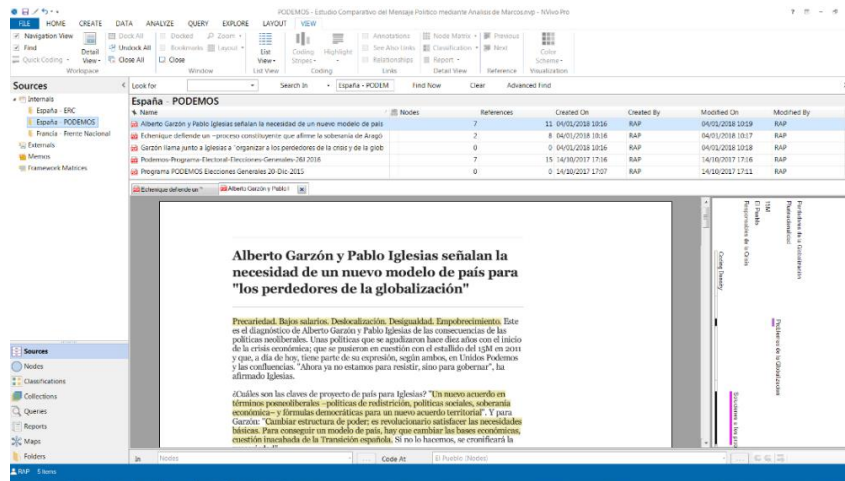 PODEMOS - Estudio Comparativo del Mensaje Politico mediante Analisis de Marcos.nvp - NVivo Pro
FILE HOME CREATE DATA ANALYZE QUERY EXPLORE LAYOUT VIEW
Navigation View
Find
Quick Coding
Detail View
Dock All
Undock All
Close All
Docked Zoom
Bookmarks Layout
Close
List View
Coding Stripes
Highlight
Annotations
See Also Links
Relationships
Node Matrix
Classification
Report
Previous
Next
Color Scheme
Workspace Window List View Coding Links Detail View Reference Visualization
Sources
Look for Search In España - PODEM Find Now Clear Advanced Find
Internals
España - ERC
España - PODEMOS
Francia - Frente Nacional
Externals
Memos
Framework Matrices
España - PODEMOS
Name Nodes References Created On Created By Modified On Modified By
Alberto Garzón y Pablo Iglesias señalan la necesidad de un nuevo modelo de país 7 11 04/01/2018 10:16 RAP 04/01/2018 10:19 RAP
Echenique defiende un –proceso constituyente que afirme la soberanía de Aragó 2 8 04/01/2018 10:16 RAP 04/01/2018 10:17 RAP
Garzón llama junto a Iglesias a "organizar a los perdedores de la crisis y de la glob 0 0 04/01/2018 10:16 RAP 04/01/2018 10:16 RAP
Podemos-Programa-Electoral-Elecciones-Generales-26J 2018 7 15 14/10/2017 17:16 RAP 14/10/2017 17:16 RAP
Programa PODEMOS Elecciones Generales 20-Dic-2015 0 0 14/10/2017 17:07 RAP 14/10/2017 17:11 RAP
Echenique defiende un " Alberto Garzón y Pablo I
Alberto Garzón y Pablo Iglesias señalan la
necesidad de un nuevo modelo de país para
"los perdedores de la globalización"
Precariedad. Bajos salarios. Deslocalización. Desigualdad. Empobrecimiento. Este
es el diagnóstico de Alberto Garzón y Pablo Iglesias de las consecuencias de las
políticas neoliberales. Unas políticas que se agudizaron hace diez años con el inicio
de la crisis económica; que se pusieron en cuestión con el estallido del 15M en 2011
y que, a día de hoy, tiene parte de su expresión, según ambos, en Unidos Podemos
y las confluencias. "Ahora ya no estamos para resistir, sino para gobernar", ha
afirmado Iglesias.
¿Cuáles son las claves de proyecto de país para Iglesias? "Un nuevo acuerdo en
términos posneoliberales –políticas de redistrición, políticas sociales, soberanía
económica– y fórmulas democráticas para un nuevo acuerdo territorial". Y para
Garzón: "Cambiar estructura de poder; es revolucionario satisfacer las necesidades
básicas. Para conseguir un modelo de país, hay que cambiar las bases económicas,
cuestión inacabada de la Transición española. Si no lo hacemos, se cronificará la
Coding Density
Responsables de la Crisis
El Pueblo
15M
Plurinacionalidad
Perdedores de la Globalización
Problemas de la Globalización
Soluciones a los prob
Sources
Nodes
Classifications
Collections
Queries
Reports
Maps
Folders
In Nodes Code At El Pueblo (Nodes)
RAP 5 Items